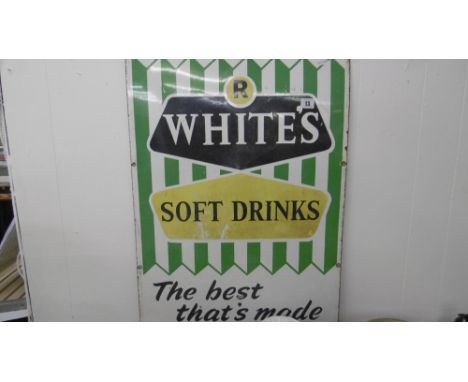 R
WHITE'S
SOFT DRINKS
The best
that's made